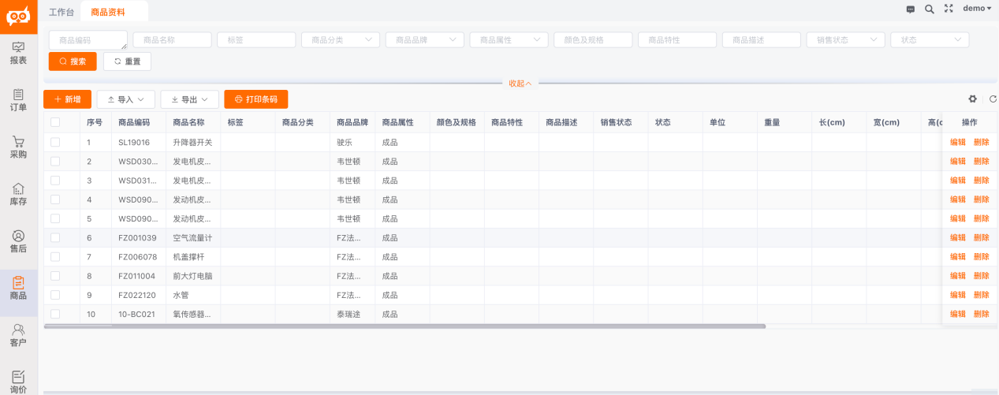 工作台 商品资料 demo
报表
订单
采购
库存
售后
商品
客户
询价
商品编码 商品名称 标签 商品分类 商品品牌 商品属性 颜色及规格 商品特性 商品描述 销售状态 状态
搜索 重置
收起
新增 导入 导出 打印条码
序号 商品编码 商品名称 标签 商品分类 商品品牌 商品属性 颜色及规格 商品特性 商品描述 销售状态 状态 单位 重量 长(cm) 宽(cm) 高(c 操作
1 SL19016 升降器开关 驶乐 成品 编辑 删除
2 WSD030... 发电机皮... 韦世顿 成品 编辑 删除
3 WSD031... 发电机皮... 韦世顿 成品 编辑 删除
4 WSD090... 发动机皮... 韦世顿 成品 编辑 删除
5 WSD090... 发动机皮... 韦世顿 成品 编辑 删除
6 FZ001039 空气流量计 FZ法... 成品 编辑 删除
7 FZ006078 机盖撑杆 FZ法... 成品 编辑 删除
8 FZ011004 前大灯电脑 FZ法... 成品 编辑 删除
9 FZ022120 水管 FZ法... 成品 编辑 删除
10 10-BC021 氧传感器... 泰瑞途 成品 编辑 删除